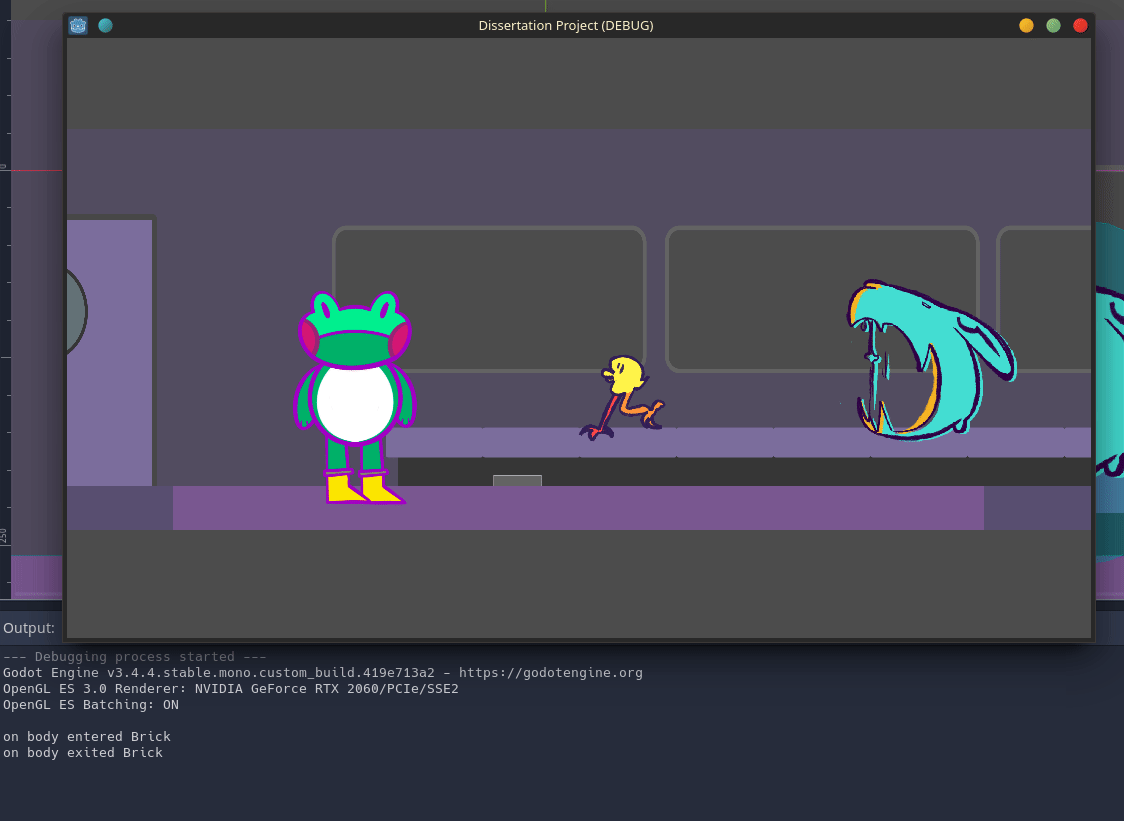 Dissertation Project (DEBUG)
0
250
Output:
--- Debugging process started ---
Godot Engine v3.4.4.stable.mono.custom_build.419e713a2 - https://godotengine.org
OpenGL ES 3.0 Renderer: NVIDIA GeForce RTX 2060/PCIe/SSE2
OpenGL ES Batching: ON
on body entered Brick
on body exited Brick